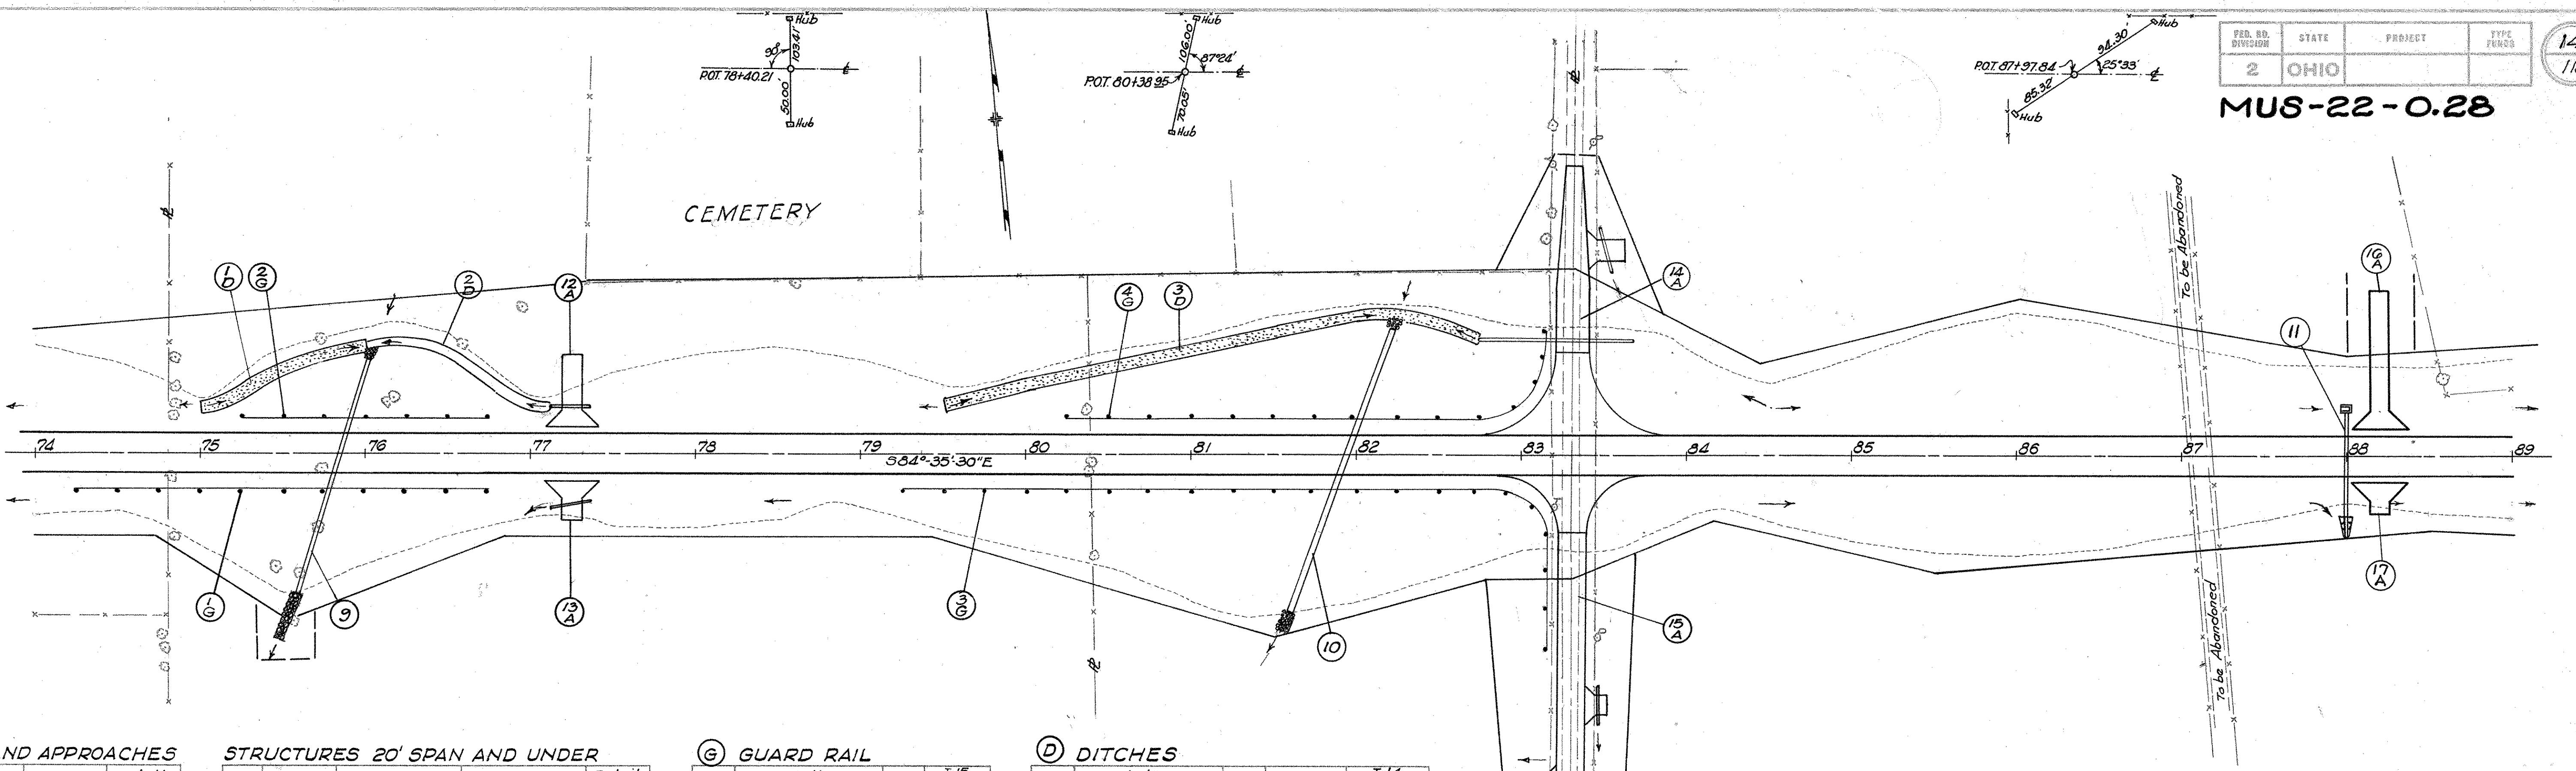 Hub
90°
103.41'
P.O.T. 78+40.21
℄
50.00'
Hub
Hub
106.00'
87°24'
P.O.T. 80+38.95
℄
70.05'
Hub
Hub
94.30'
P.O.T. 87+97.84
25°33'
℄
85.32'
Hub
FED. RD. DIVISION
STATE
PROJECT
TYPE FUNDS
2
OHIO
MUS-22-0.28
CEMETERY
1 D
2 G
2 D
12 A
4 G
3 D
14 A
To be Abandoned
16 A
11
74
75
76
77
78
79
80
81
82
83
84
85
86
87
88
89
S84°-35'-30"E
1 G
9
13 A
3 G
10
15 A
17 A
To be Abandoned
ND APPROACHES
STRUCTURES 20' SPAN AND UNDER
G GUARD RAIL
D DITCHES